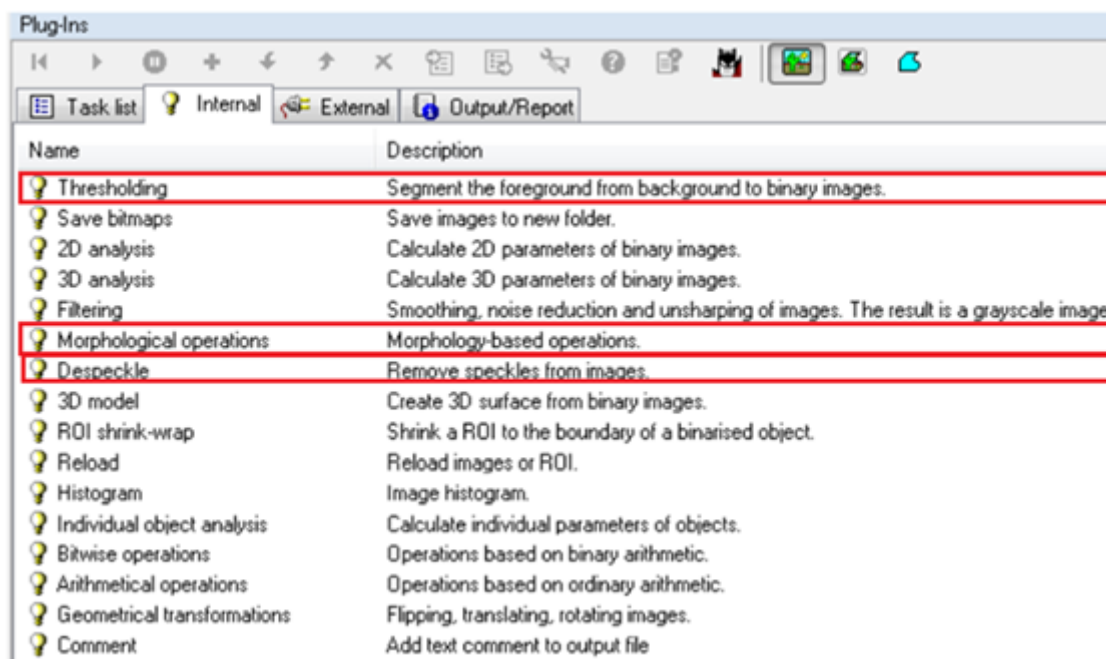 Plug-Ins
Task list Internal External Output/Report
Name Description
Thresholding Segment the foreground from background to binary images.
Save bitmaps Save images to new folder.
2D analysis Calculate 2D parameters of binary images.
3D analysis Calculate 3D parameters of binary images.
Filtering Smoothing, noise reduction and unsharping of images. The result is a grayscale image
Morphological operations Morphology-based operations.
Despeckle Remove speckles from images.
3D model Create 3D surface from binary images.
ROI shrink-wrap Shrink a ROI to the boundary of a binarised object.
Reload Reload images or ROI.
Histogram Image histogram.
Individual object analysis Calculate individual parameters of objects.
Bitwise operations Operations based on binary arithmetic.
Arithmetical operations Operations based on ordinary arithmetic.
Geometrical transformations Flipping, translating, rotating images.
Comment Add text comment to output file